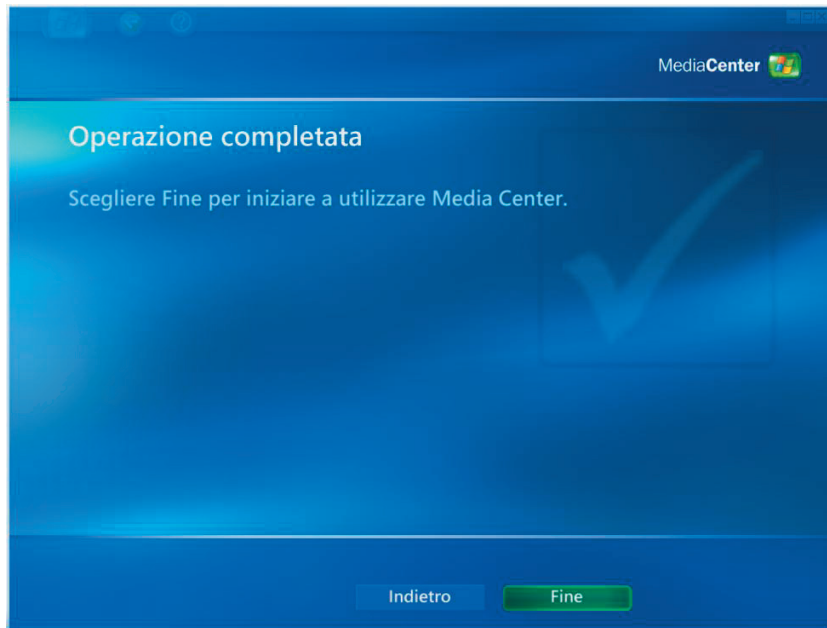 MediaCenter
Operazione completata
Scegliere Fine per iniziare a utilizzare Media Center.
Indietro
Fine